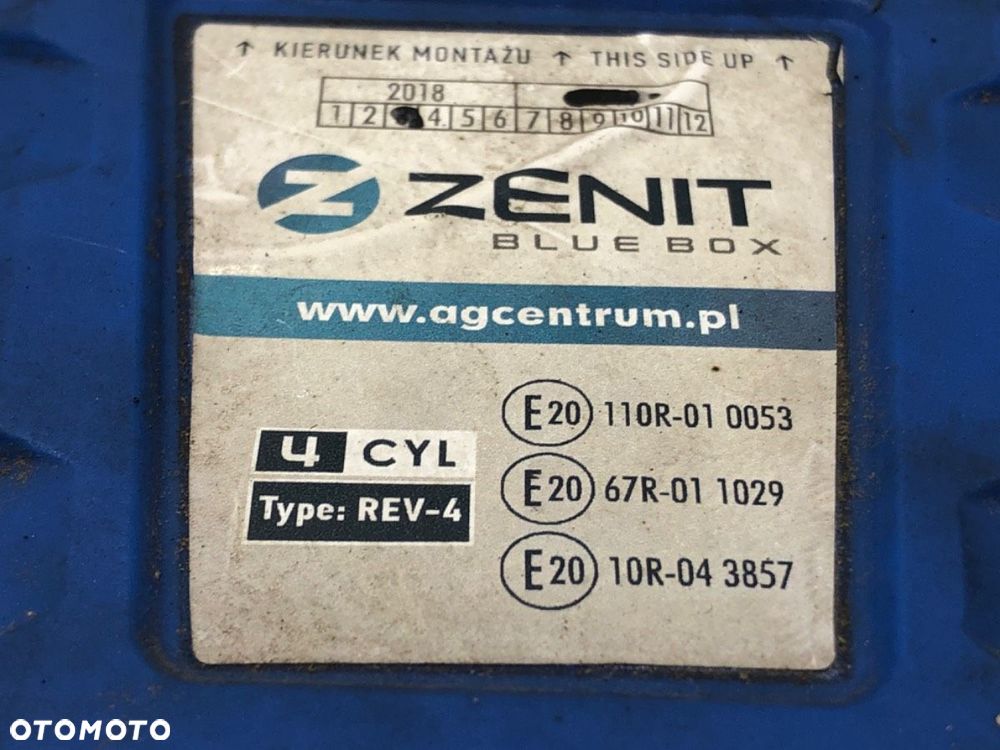 ↑ KIERUNEK MONTAŻU ↑ THIS SIDE UP ↑
2018
1 2 4 5 6 7 8 9 10 11 12
ZENIT
BLUE BOX
www.agcentrum.pl
E20 110R-01 0053
4 CYL
E20 67R-01 1029
Type: REV-4
E20 10R-04 3857
OTOMOTO